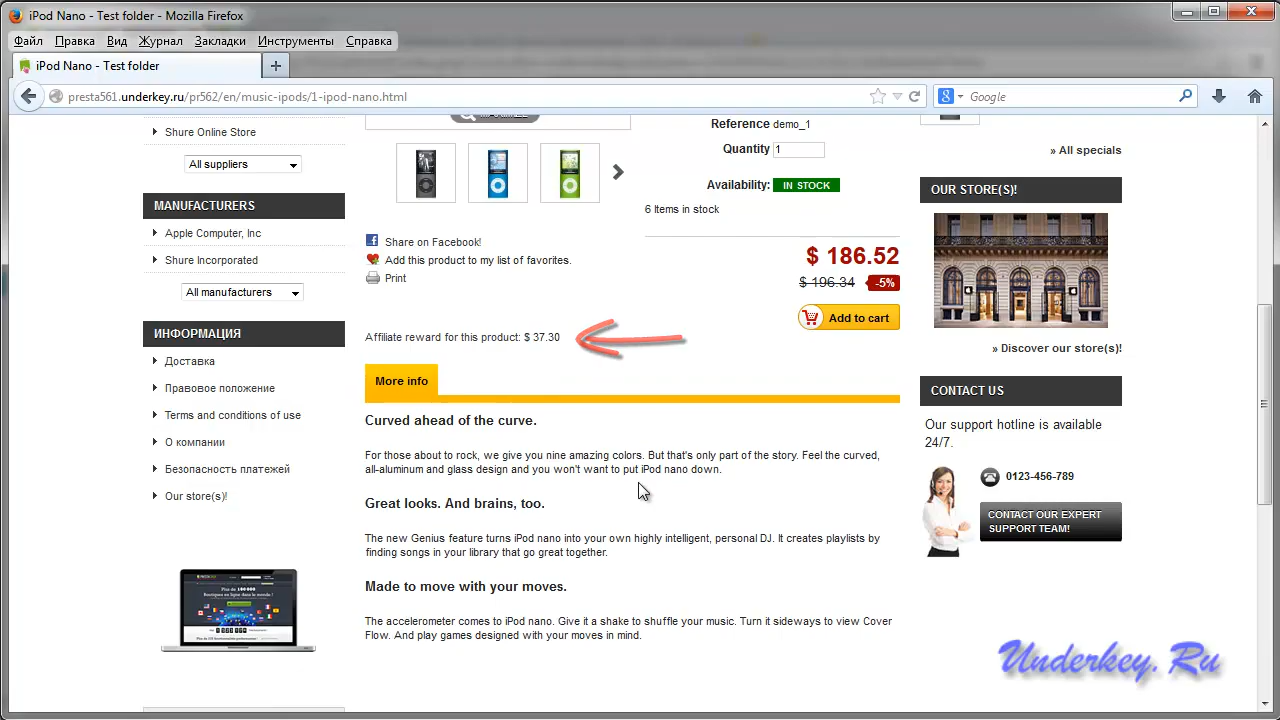 iPod Nano - Test folder - Mozilla Firefox
Файл Правка Вид Журнал Закладки Инструменты Справка
iPod Nano - Test folder
presta561.underkey.ru/pr562/en/music-ipods/1-ipod-nano.html
Google
Shure Online Store
All suppliers
MANUFACTURERS
Apple Computer, Inc
Shure Incorporated
All manufacturers
ИНФОРМАЦИЯ
Доставка
Правовое положение
Terms and conditions of use
О компании
Безопасность платежей
Our store(s)!
Share on Facebook!
Add this product to my list of favorites.
Print
Affiliate reward for this product: $ 37.30
Reference demo_1
Quantity 1
Availability: IN STOCK
6 Items in stock
$ 186.52
$ 196.34 -5%
Add to cart
More info
Curved ahead of the curve.
For those about to rock, we give you nine amazing colors. But that's only part of the story. Feel the curved,
all-aluminum and glass design and you won't want to put iPod nano down.
Great looks. And brains, too.
The new Genius feature turns iPod nano into your own highly intelligent, personal DJ. It creates playlists by
finding songs in your library that go great together.
Made to move with your moves.
The accelerometer comes to iPod nano. Give it a shake to shuffle your music. Turn it sideways to view Cover
Flow. And play games designed with your moves in mind.
» All specials
OUR STORE(S)!
» Discover our store(s)!
CONTACT US
Our support hotline is available
24/7.
0123-456-789
CONTACT OUR EXPERT
SUPPORT TEAM!
Underkey.Ru